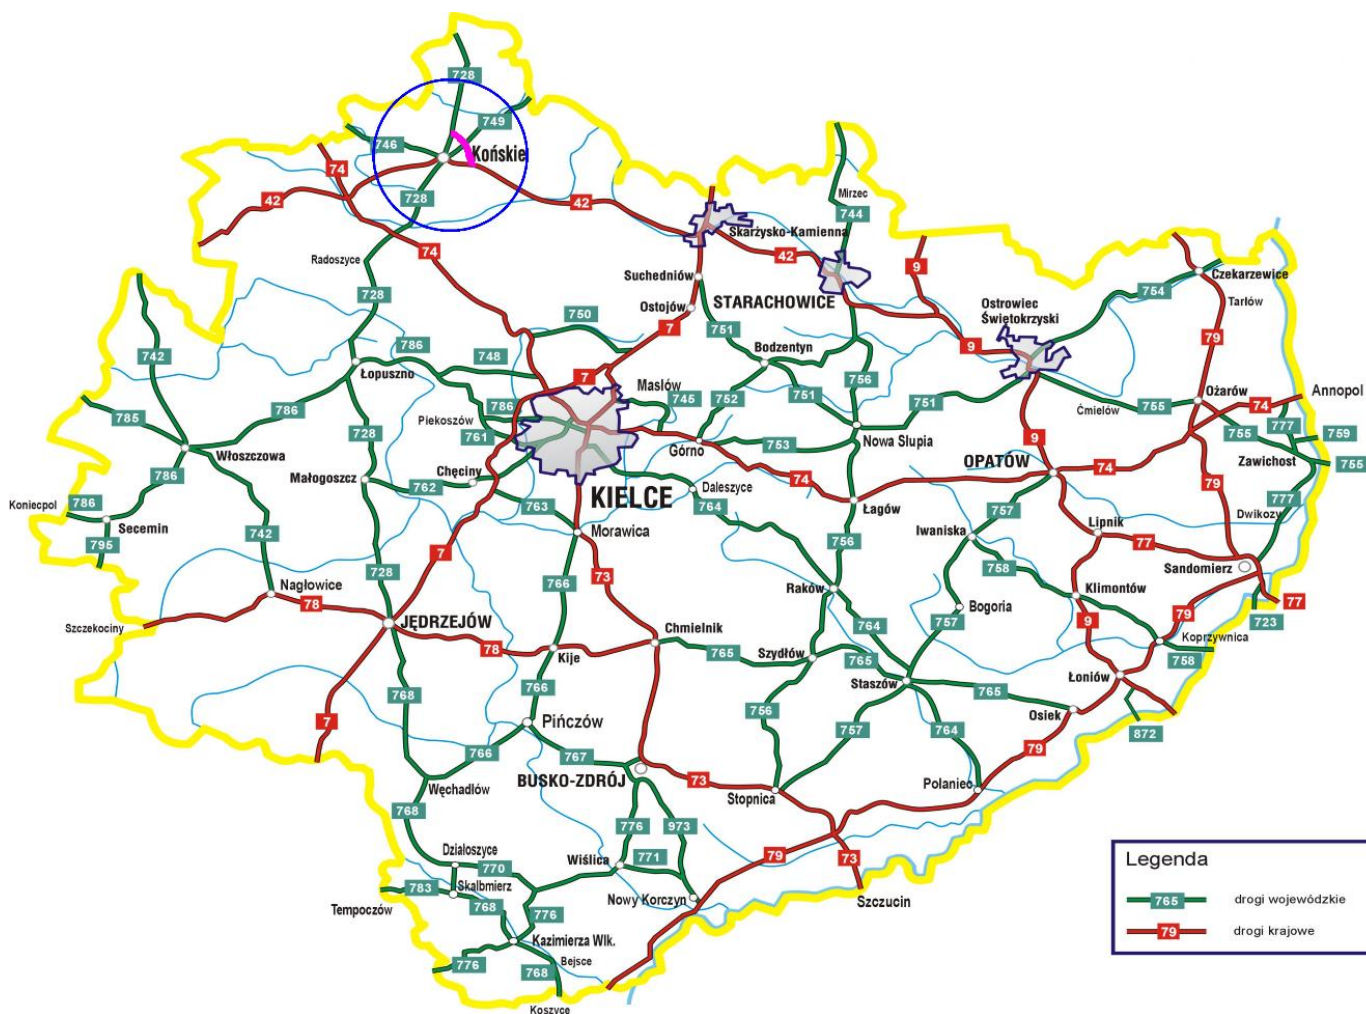 728
749
746
Końskie
74
42
728
42
Mirzec
744
Skarżysko-Kamienna
42
74
9
Radoszyce
Suchedniów
Czekarzewice
754
Tarłów
728
STARACHOWICE
Ostrowiec
Świętokrzyski
Ostojów
750
7
751
742
786
Bodzentyn
9
79
748
Łopuszno
7
Masłów
756
Ożarów
Annopol
785
786
786
745
752
751
751
Ćmielów
755
74
Piekoszów
777
761
728
Nowa Słupia
755
759
Włoszczowa
Górno
753
9
Zawichost
755
786
Małogoszcz
Chęciny
OPATÓW
74
762
KIELCE
Daleszyce
74
79
Koniecpol
786
763
764
Łagów
757
777
Dwikozy
Secemin
742
Morawica
Iwaniska
Lipnik
77
795
7
756
Sandomierz
728
766
73
758
Nagłowice
Raków
Klimontów
78
Bogoria
79
77
Szczekociny
JĘDRZEJÓW
764
757
9
723
Chmielnik
Koprzywnica
78
Kije
765
Szydłów
765
758
Staszów
Łoniów
768
766
765
756
Osiek
7
Pińczów
757
764
872
766
767
79
BUSKO-ZDRÓJ
73
Połaniec
Węchadłów
Stopnica
768
776
973
Działoszyce
770
Wiślica
771
79
73
Legenda
783
Skalbmierz
Nowy Korczyn
Szczucin
765
drogi wojewódzkie
Tempoczów
768
776
79
drogi krajowe
Kazimierza Wlk.
776
768
Bejsce
Koszyce